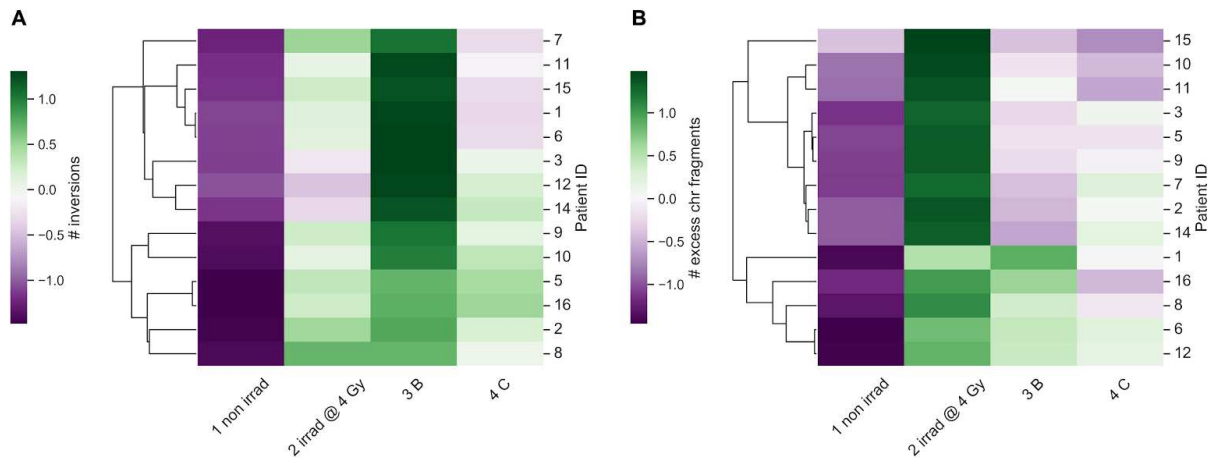 A
1.0
0.5
0.0
−0.5
−1.0
# inversions
7
11
15
1
6
3
12
14
9
10
5
16
2
8
Patient ID
1 non irrad
2 irrad @ 4 Gy
3 B
4 C
B
1.0
0.5
0.0
−0.5
−1.0
# excess chr fragments
15
10
11
3
5
9
7
2
14
1
16
8
6
12
Patient ID
1 non irrad
2 irrad @ 4 Gy
3 B
4 C